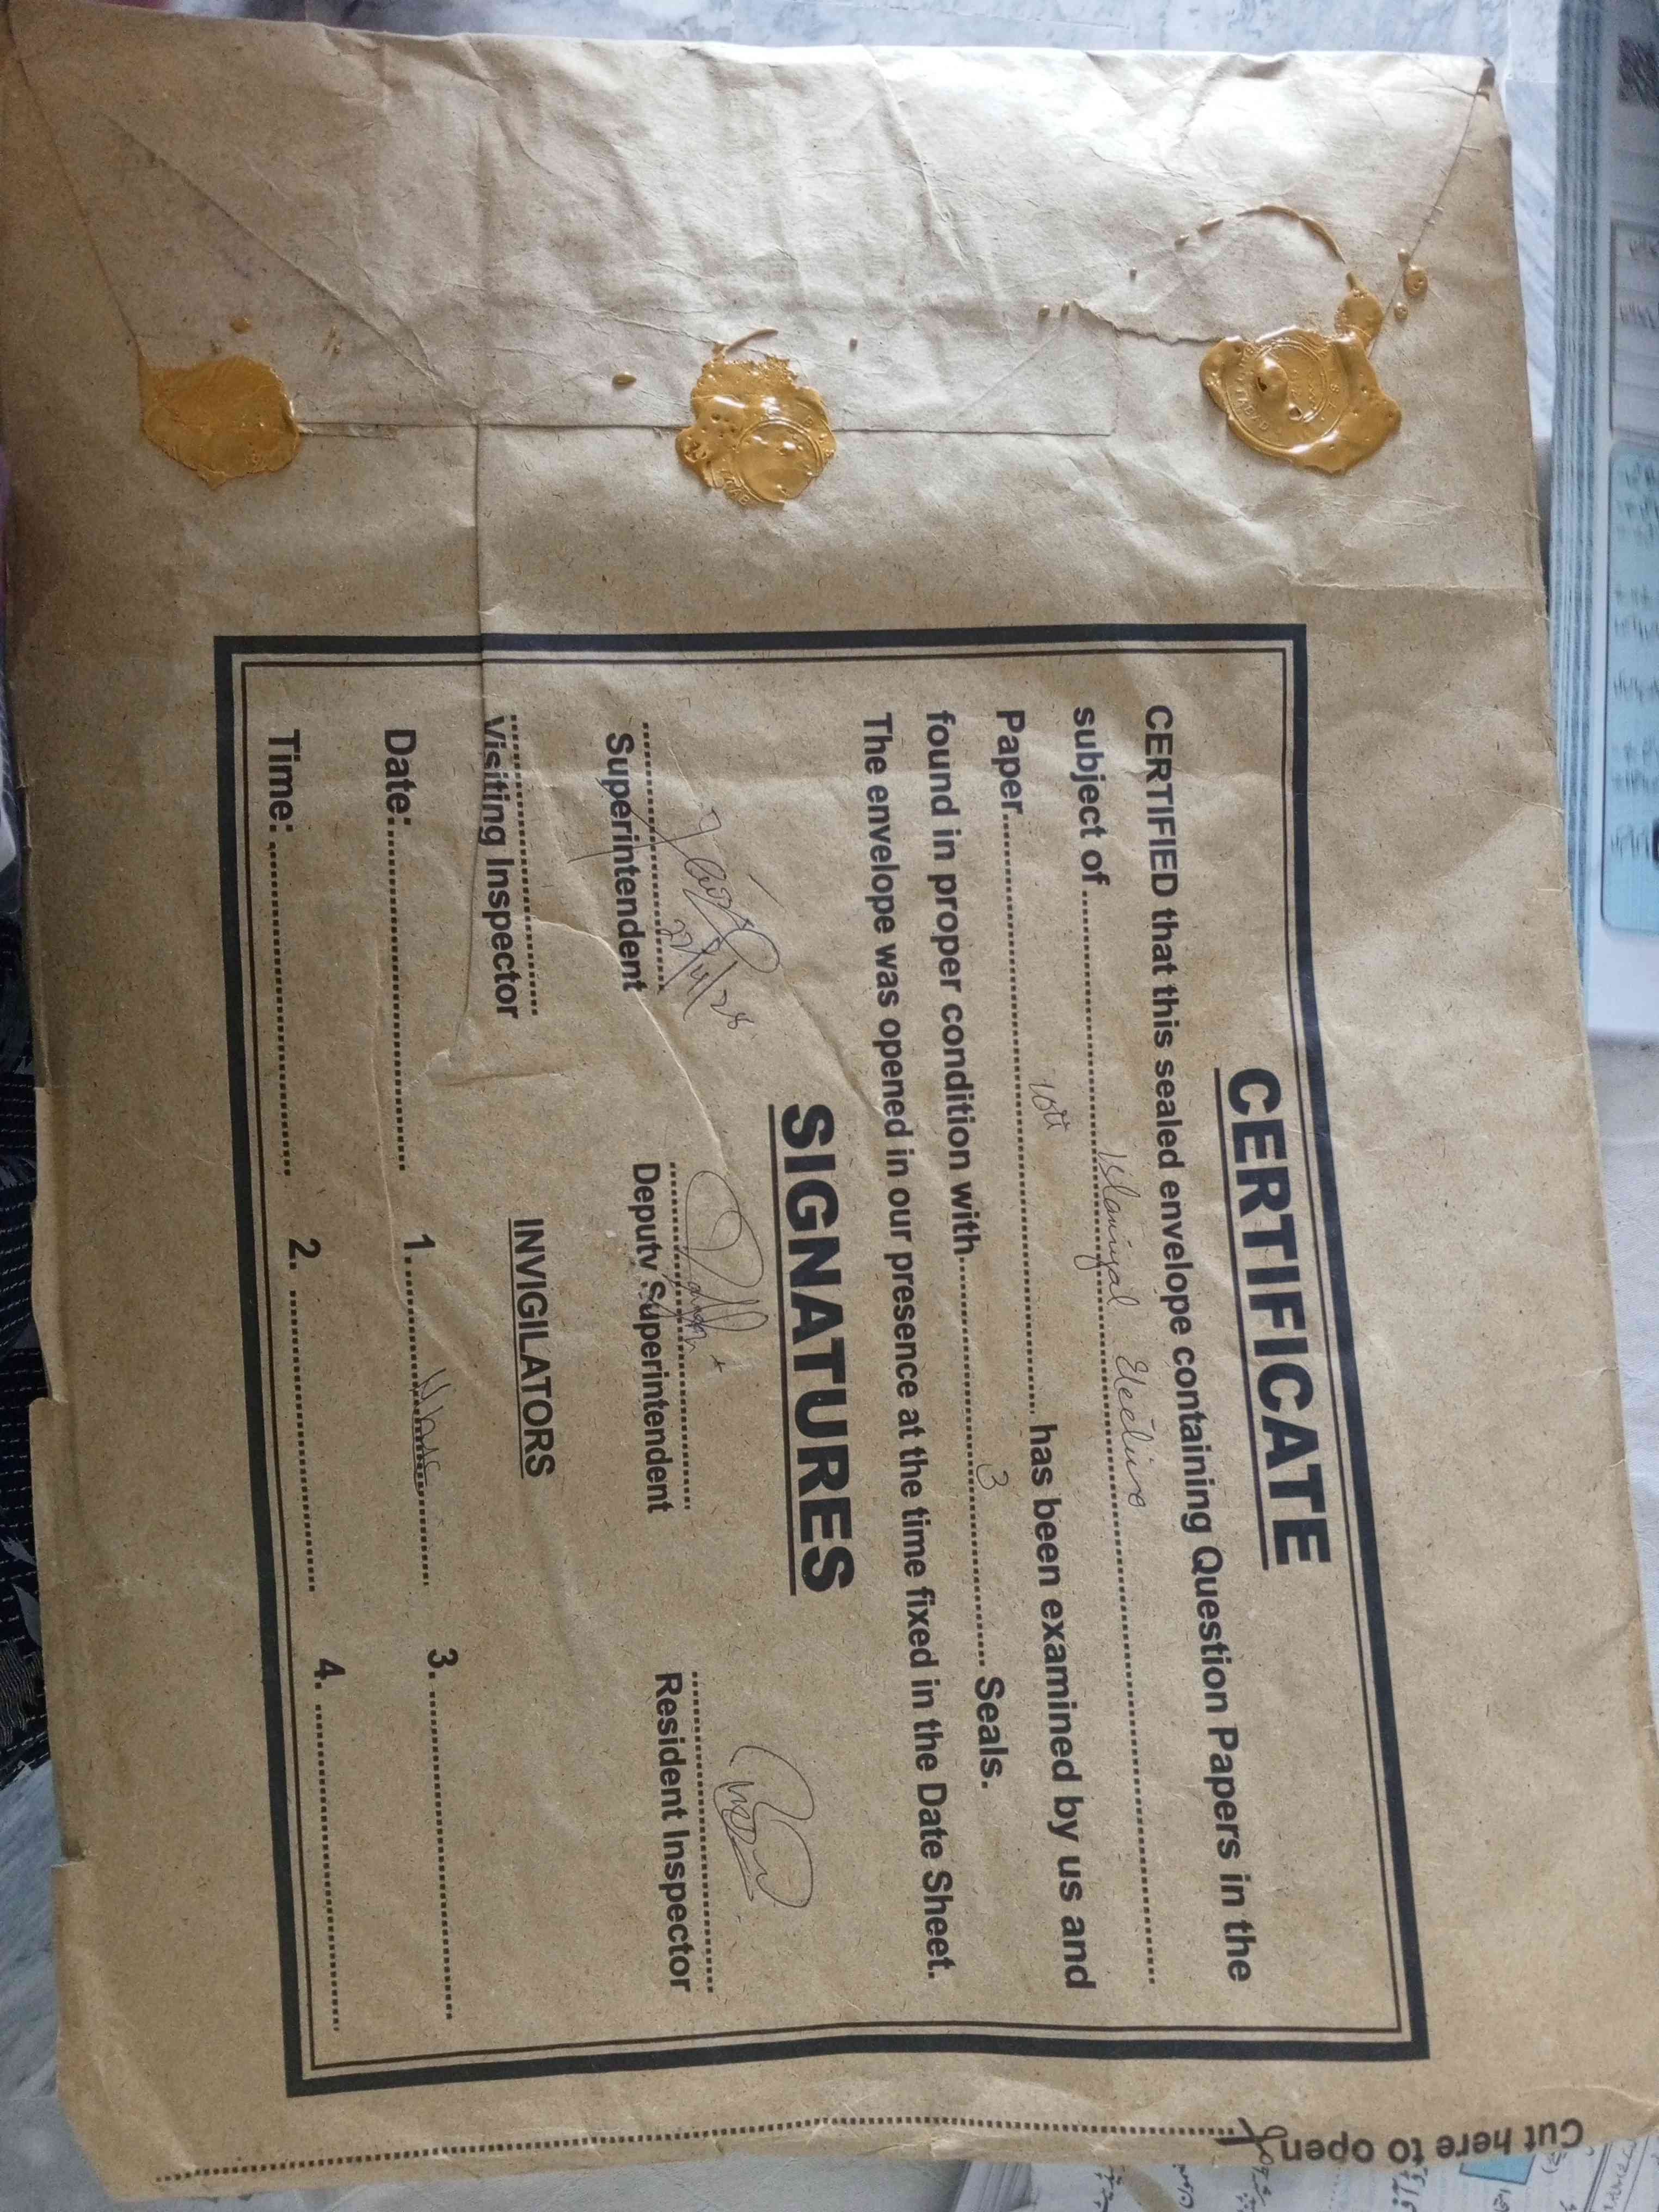 CERTIFICATE
CERTIFIED that this sealed envelope containing Question Papers in the
subject of ........ Islamiyat Elective ........
Paper ........ 10th ........ has been examined by us and
found in proper condition with ........ 3 ........ Seals.
The envelope was opened in our presence at the time fixed in the Date Sheet.
SIGNATURES
22/4/25
Superintendent Deputy Superintendent Resident Inspector
Visiting Inspector INVIGILATORS
Date: ........ 1. ........ 3. ........
Time: ........ 2. ........ 4. ........
Cut here to open